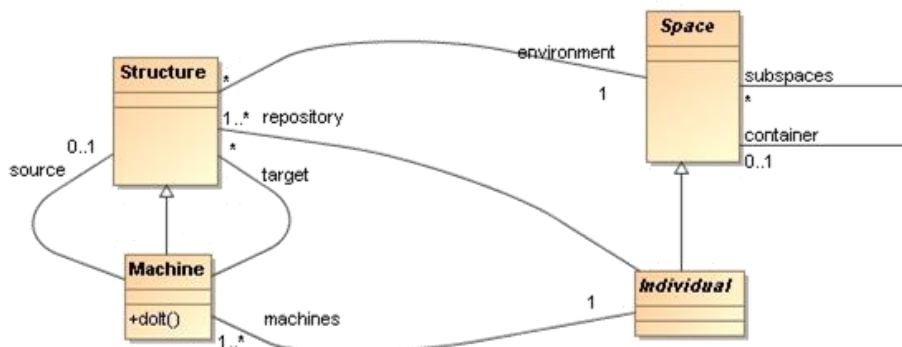 Space
Structure
environment
*
1
subspaces
*
1..* repository
container
0..1
0..1
*
source
target
Machine
+doIt()
Individual
1
machines
1..*